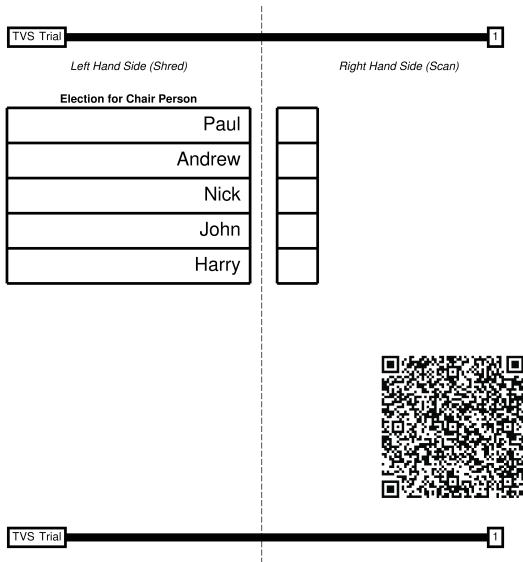 TVS Trial 1
Left Hand Side (Shred) Right Hand Side (Scan)
Election for Chair Person
Paul
Andrew
Nick
John
Harry
TVS Trial 1